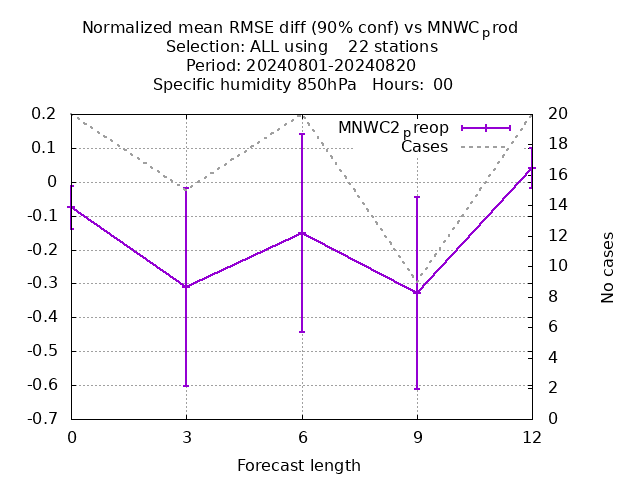 Normalized mean RMSE diff (90% conf) vs MNWCprod
Selection: ALL using    22 stations
Period: 20240801-20240820
Specific humidity 850hPa   Hours:  00
MNWC2preop
Cases
0.2
0.1
0
-0.1
-0.2
-0.3
-0.4
-0.5
-0.6
-0.7
20
18
16
14
12
10
8
6
4
2
0
No cases
0 3 6 9 12
Forecast length